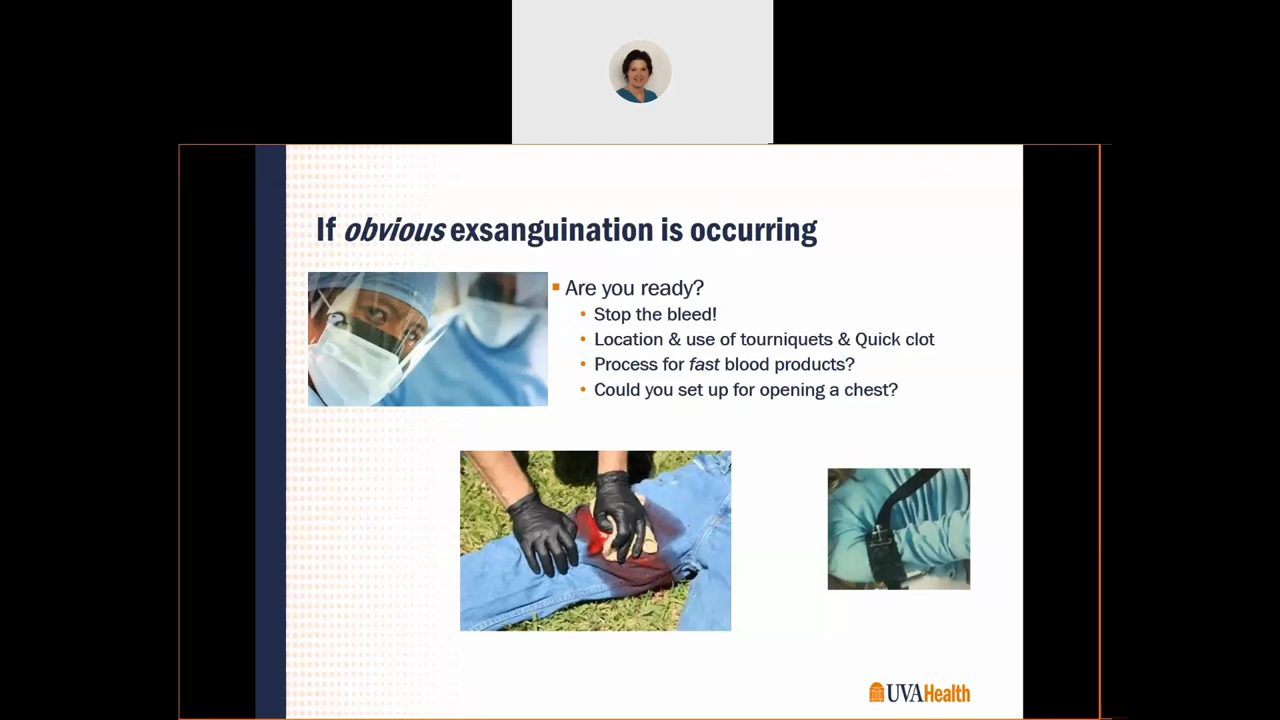 If obvious exsanguination is occurring
Are you ready?
Stop the bleed!
Location & use of tourniquets & Quick clot
Process for fast blood products?
Could you set up for opening a chest?
UVAHealth